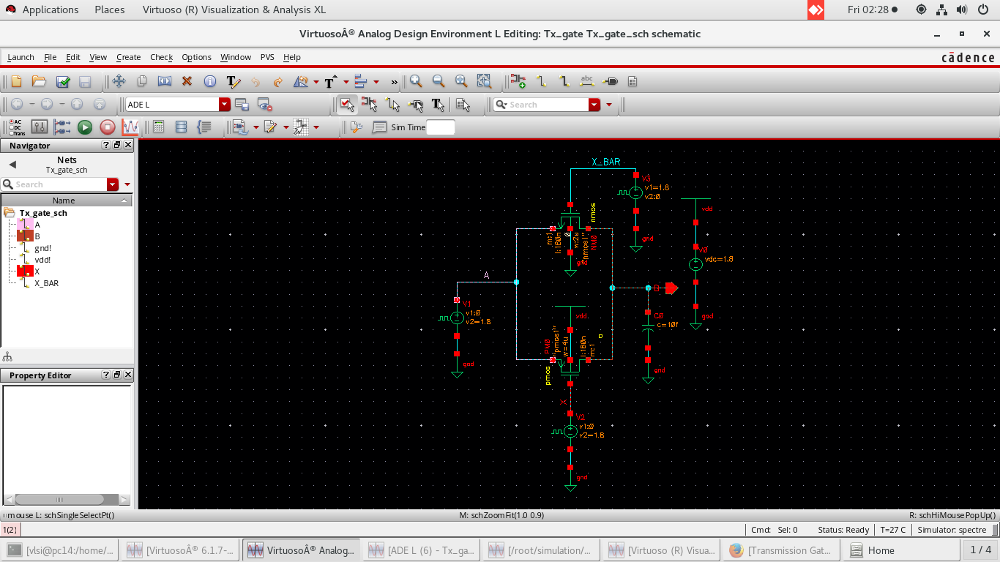 Applications Places Virtuoso (R) Visualization & Analysis XL Fri 02:28
VirtuosoÂ® Analog Design Environment L Editing: Tx_gate Tx_gate_sch schematic
Launch File Edit View Create Check Options Window PVS Help cādence
abc
ADE L Search
AC
DC
Trans
Sim Time
Navigator
Nets
Tx_gate_sch
Search
Name
Tx_gate_sch
A
B
gnd!
vdd!
X
X_BAR
Property Editor
X_BAR
V3
v1=1.8
v2:0
gnd
nmos
m:1
l:180n
w:2u
"nmos1"
NM0
gnd
vdd
V0
vdc=1.8
gnd
A
V1
v1:0
v2=1.8
gnd
B
C0
c=10f
gnd
vdd
PM0
"pmos1"
w=4u
l:180n
m:1
pmos
X
V2
v1:0
v2=1.8
gnd
mouse L: schSingleSelectPt() M: schZoomFit(1.0 0.9) R: schHiMousePopUp()
1(2) Cmd: Sel: 0 Status: Ready T=27 C Simulator: spectre
[vlsi@pc14:/home/... [VirtuosoÂ® 6.1.7-... VirtuosoÂ® Analog... [ADE L (6) - Tx_ga... [/root/simulation/... [Virtuoso (R) Visua... [Transmission Gat... Home 1 / 4